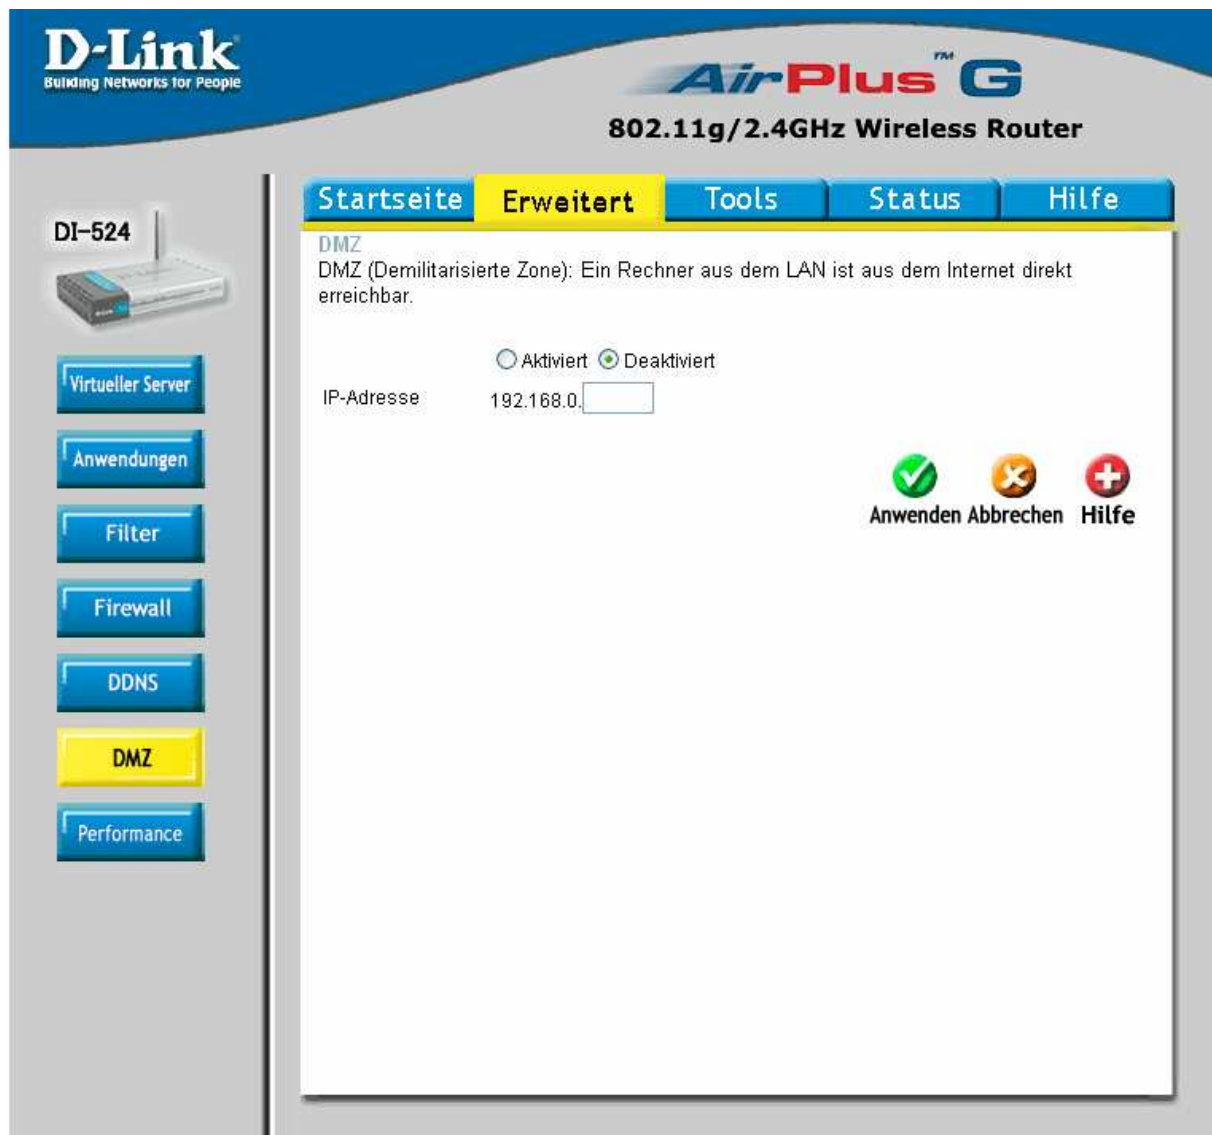 D-Link
Building Networks for People
AirPlus™G
802.11g/2.4GHz Wireless Router
DI-524
Startseite
Erweitert
Tools
Status
Hilfe
Virtueller Server
Anwendungen
Filter
Firewall
DDNS
DMZ
Performance
DMZ
DMZ (Demilitarisierte Zone): Ein Rechner aus dem LAN ist aus dem Internet direkt
erreichbar.
Aktiviert Deaktiviert
IP-Adresse 192.168.0.
Anwenden Abbrechen Hilfe